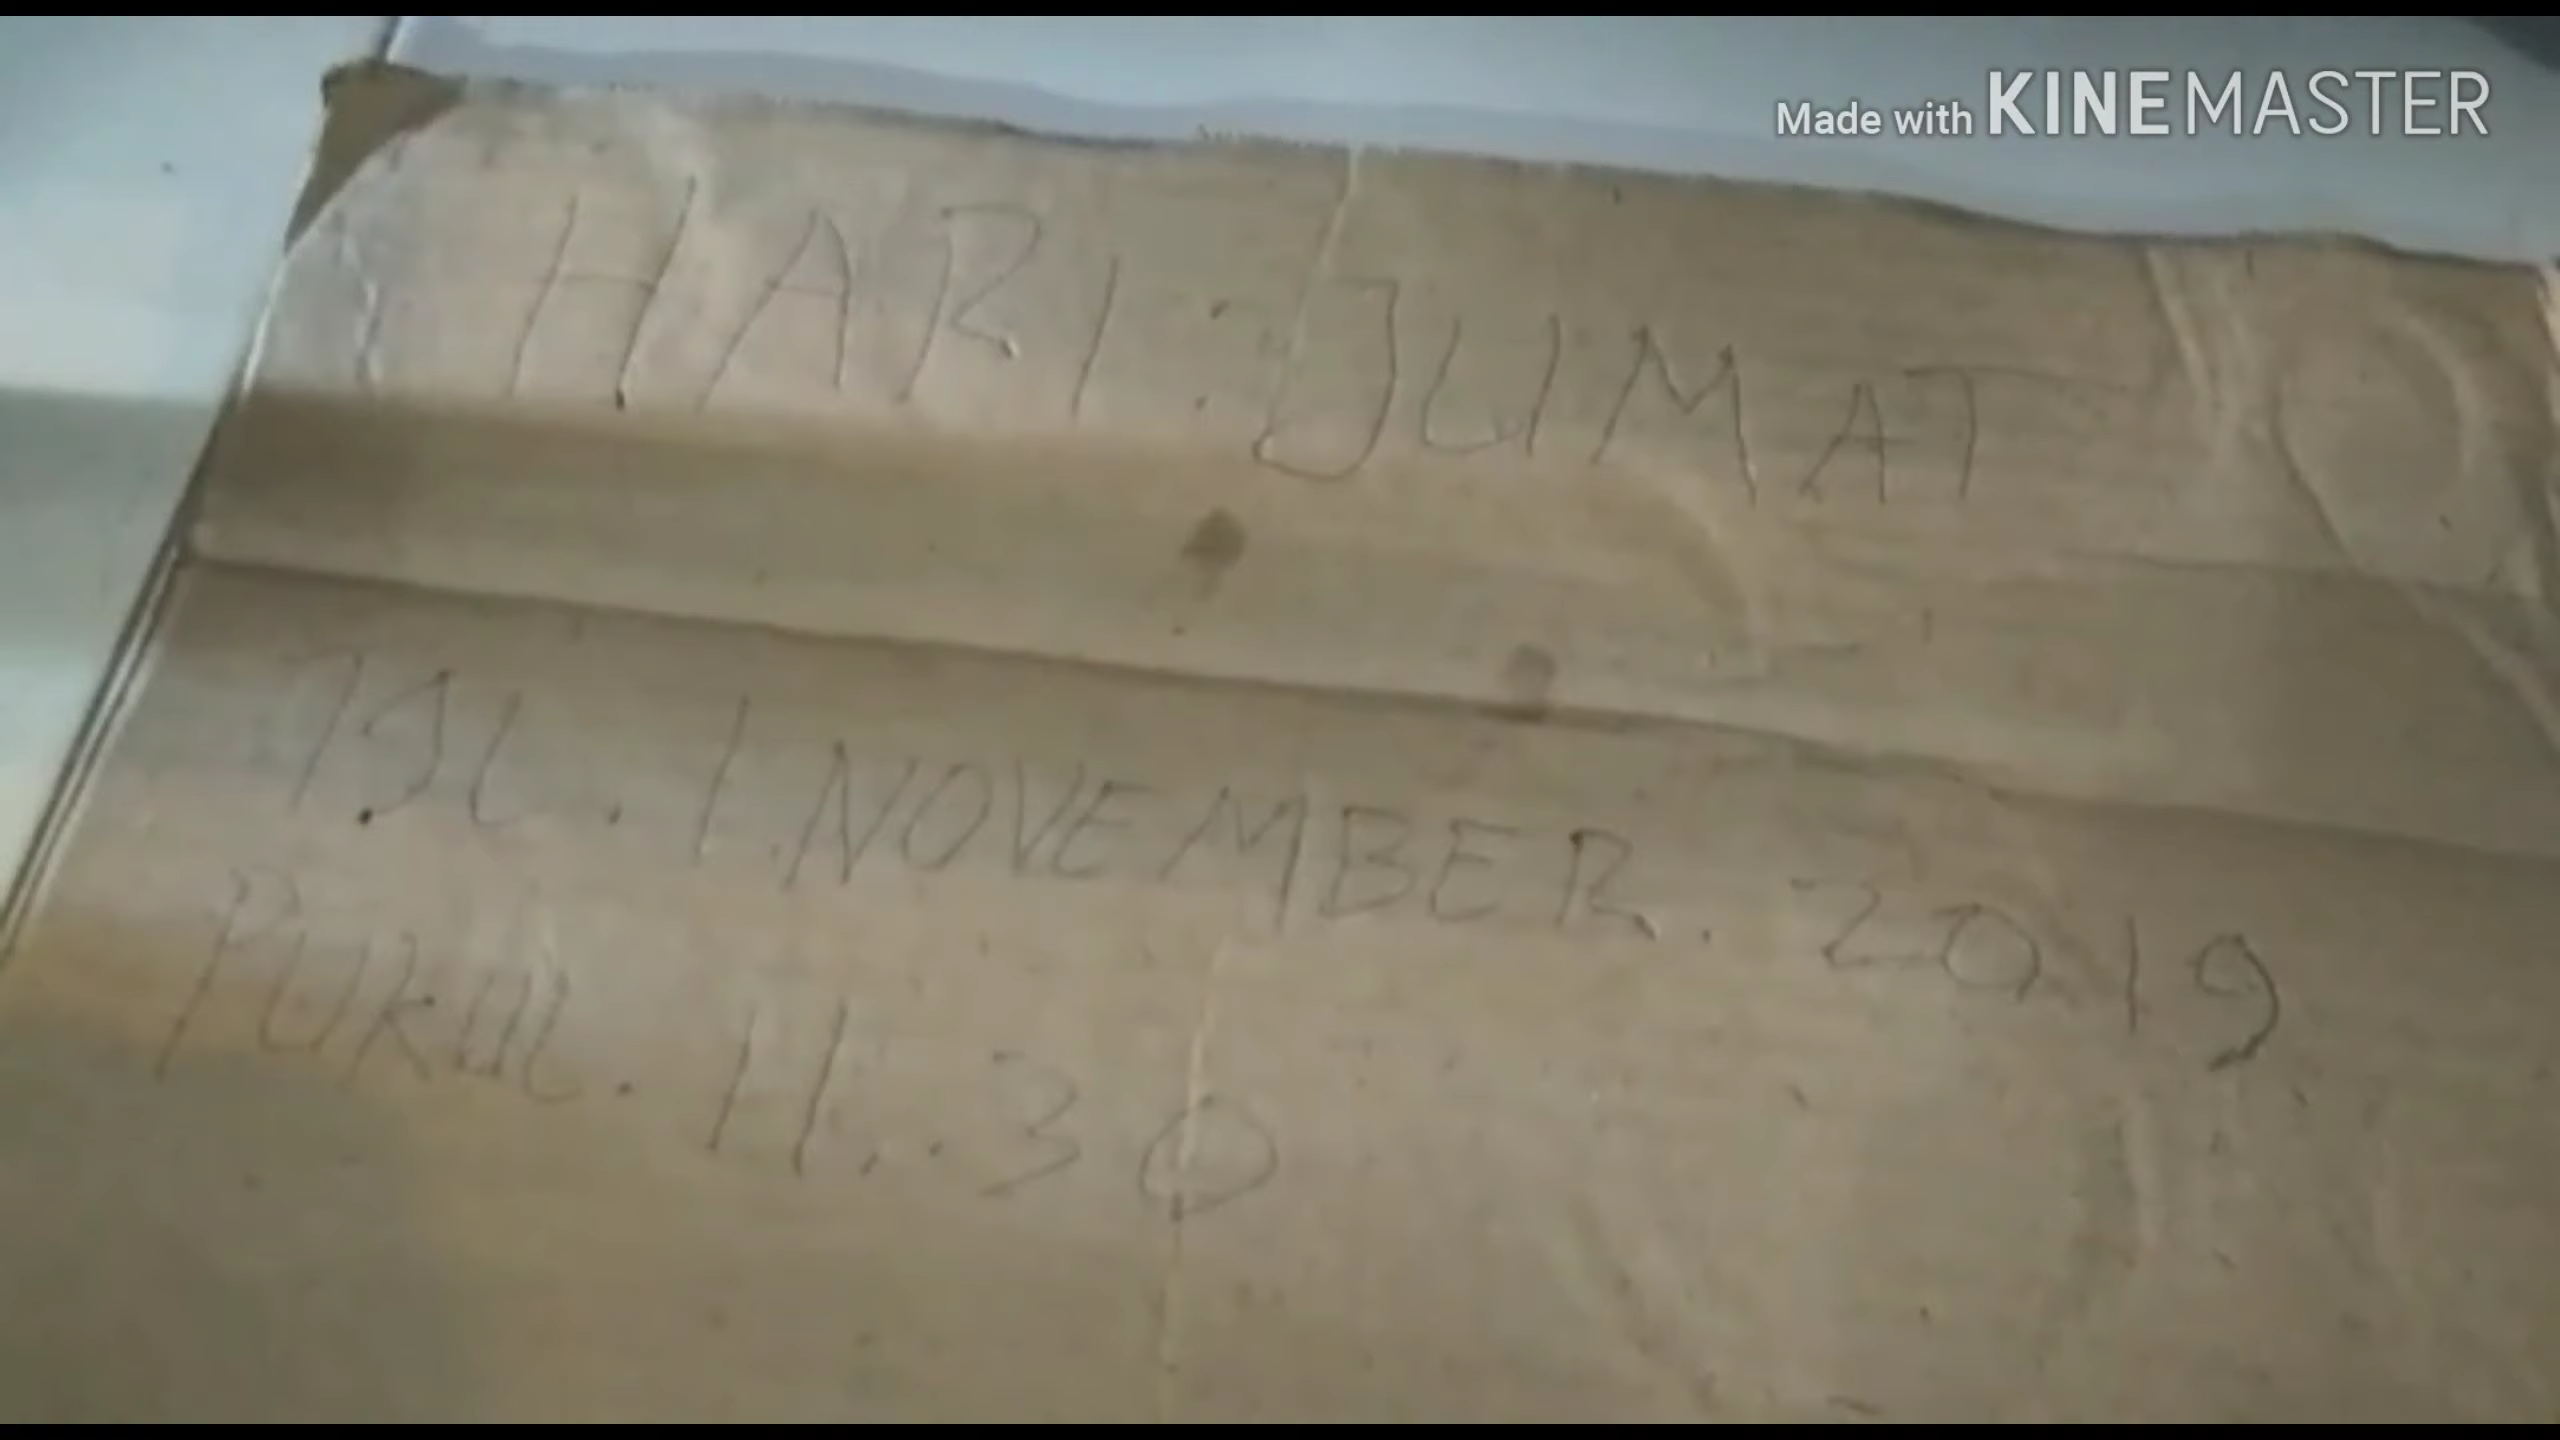 Made with KINEMASTER
HARI : JUMAT
TGL . 1 NOVEMBER . 2019
PUKUL . 11..30